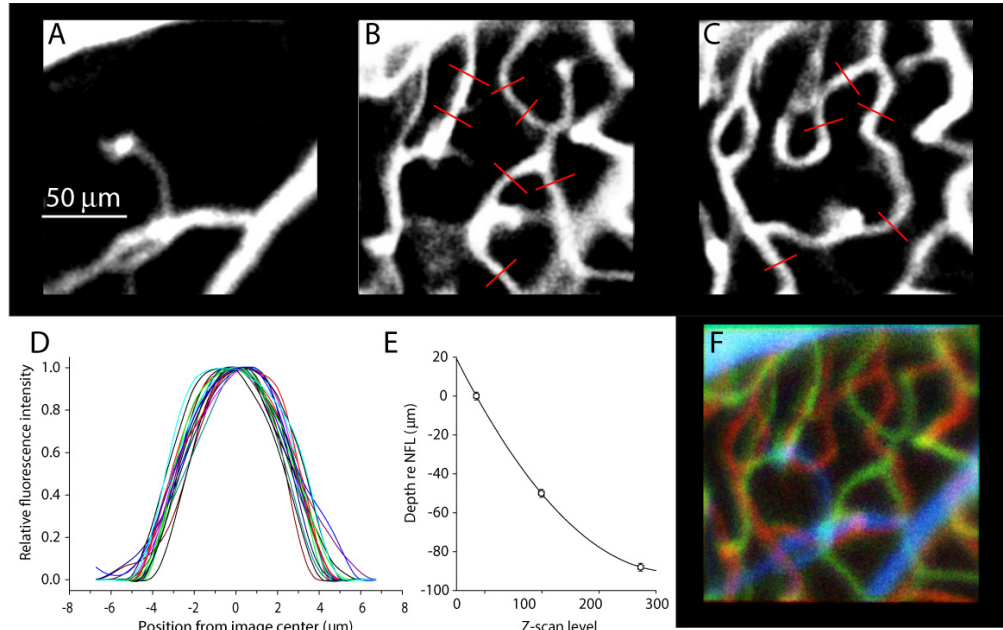 A
B
C
50 μm
D
E
F
Relative fluorescence intensity
1.0
0.8
0.6
0.4
0.2
0.0
-8 -6 -4 -2 0 2 4 6 8
Position from image center (μm)
Depth re NFL (μm)
20
0
-20
-40
-60
-80
-100
0 100 200 300
Z-scan level